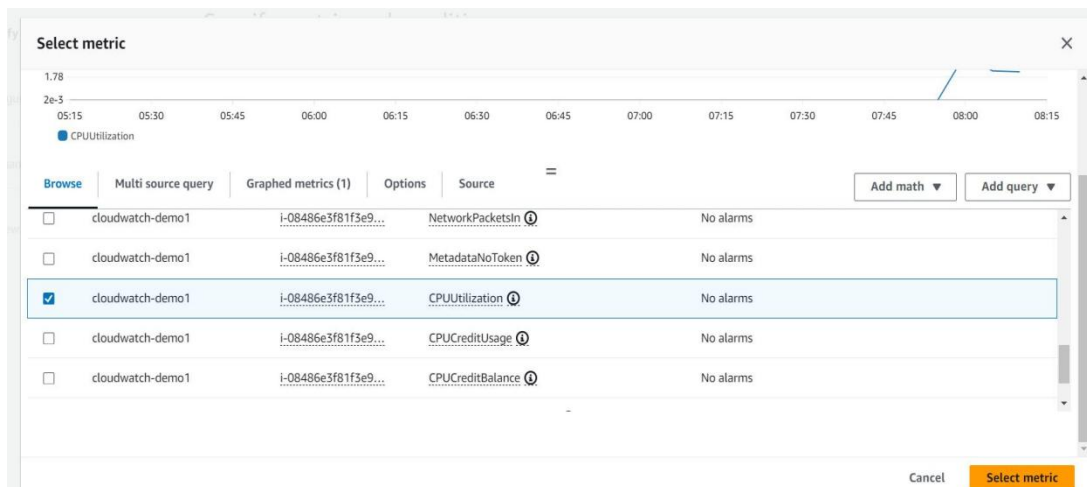 Select metric
1.78
2e-3
05:15 05:30 05:45 06:00 06:15 06:30 06:45 07:00 07:15 07:30 07:45 08:00 08:15
CPUUtilization
Browse Multi source query Graphed metrics (1) Options Source Add math ▼ Add query ▼
cloudwatch-demo1 i-08486e3f81f3e9... NetworkPacketsIn No alarms
cloudwatch-demo1 i-08486e3f81f3e9... MetadataNoToken No alarms
cloudwatch-demo1 i-08486e3f81f3e9... CPUUtilization No alarms
cloudwatch-demo1 i-08486e3f81f3e9... CPUCreditUsage No alarms
cloudwatch-demo1 i-08486e3f81f3e9... CPUCreditBalance No alarms
Cancel Select metric